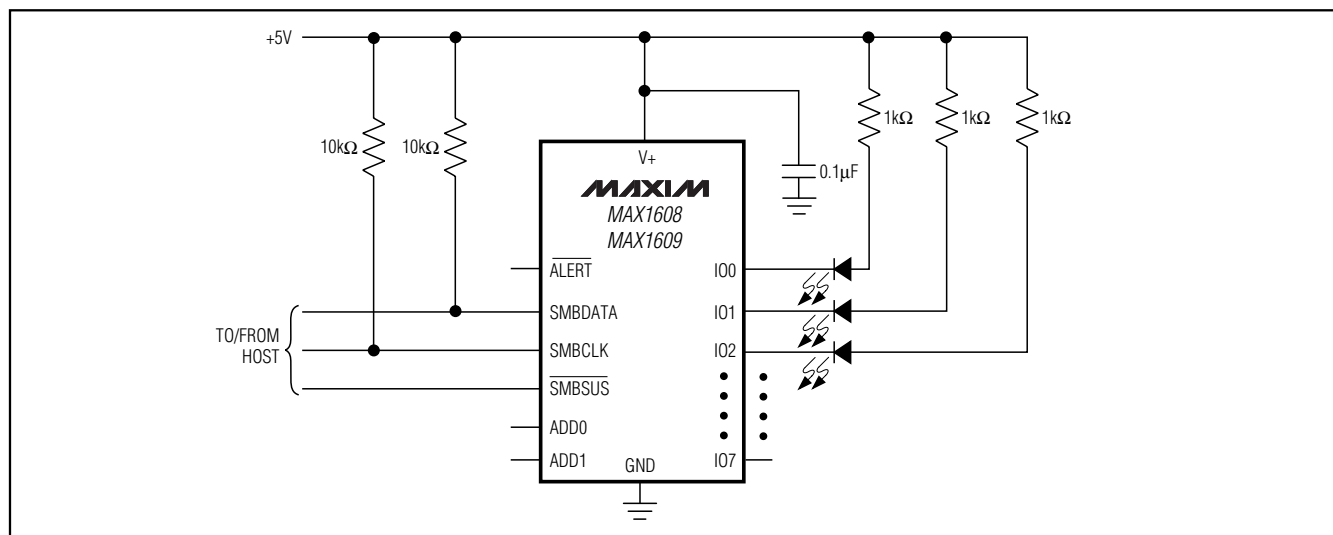 +5V
10kΩ
10kΩ
1kΩ
1kΩ
1kΩ
0.1µF
V+
MAXIM
MAX1608
MAX1609
ALERT
IO0
SMBDATA
IO1
TO/FROM
HOST
SMBCLK
IO2
SMBSUS
ADD0
ADD1
GND
IO7